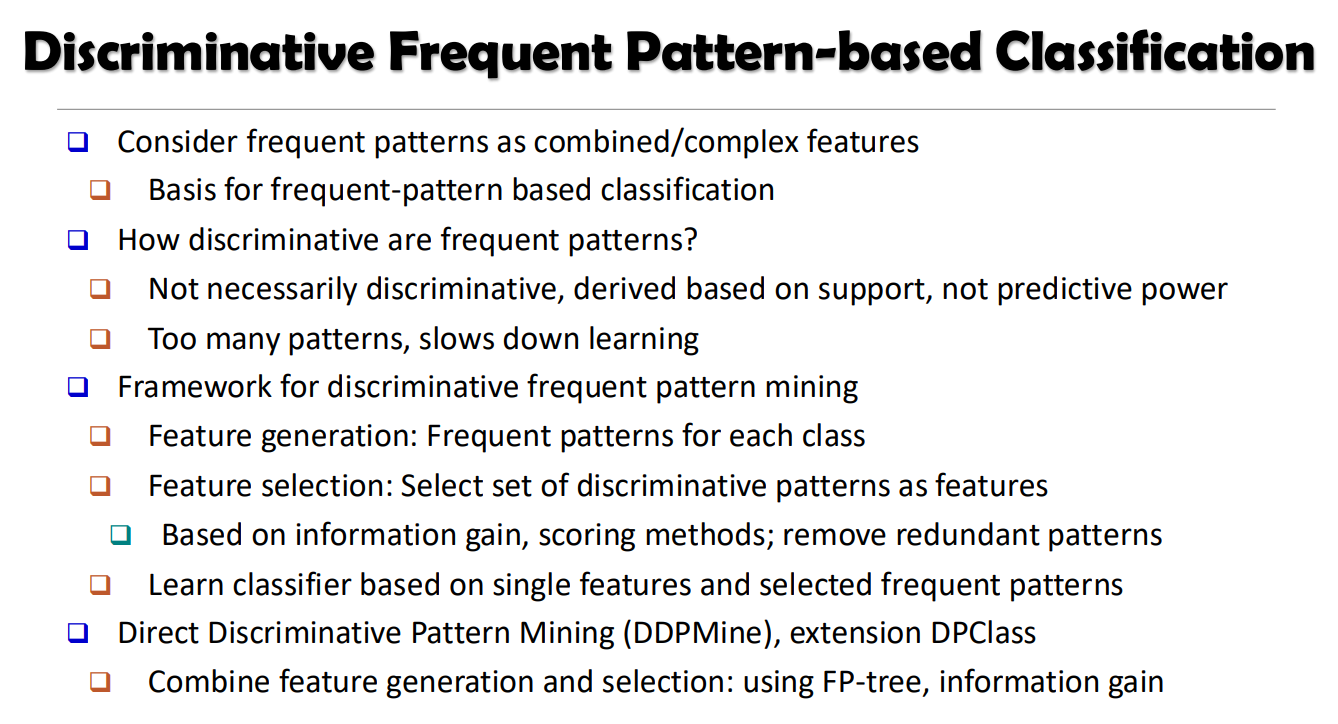 Discriminative Frequent Pattern-based Classification
Consider frequent patterns as combined/complex features
Basis for frequent-pattern based classification
How discriminative are frequent patterns?
Not necessarily discriminative, derived based on support, not predictive power
Too many patterns, slows down learning
Framework for discriminative frequent pattern mining
Feature generation: Frequent patterns for each class
Feature selection: Select set of discriminative patterns as features
Based on information gain, scoring methods; remove redundant patterns
Learn classifier based on single features and selected frequent patterns
Direct Discriminative Pattern Mining (DDPMine), extension DPClass
Combine feature generation and selection: using FP-tree, information gain